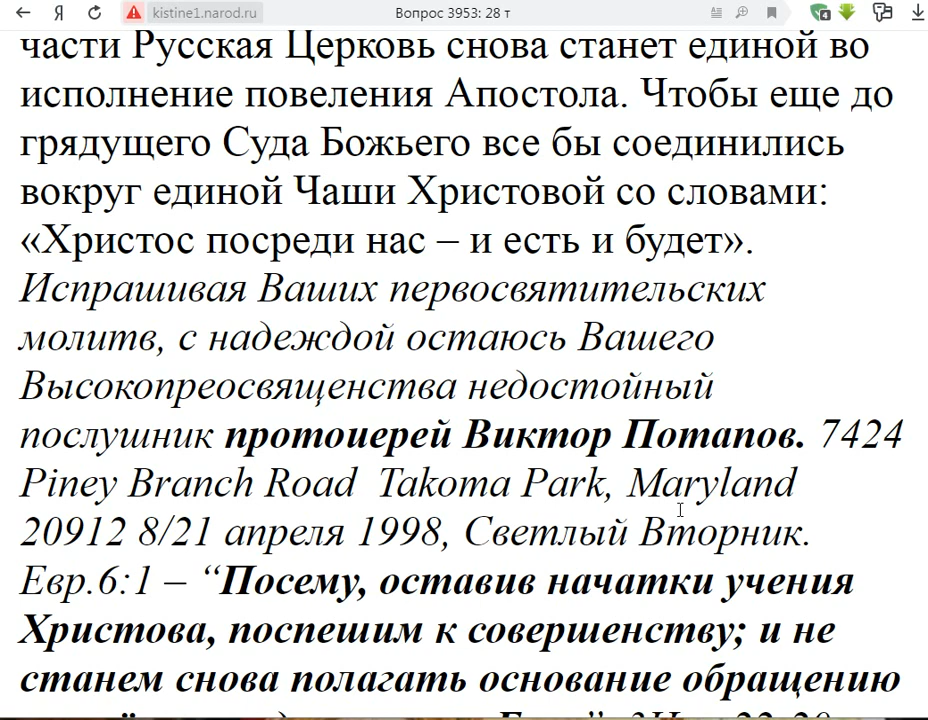 kistine1.narod.ru Вопрос 3953: 28 т 4
части Русская Церковь снова станет единой во
исполнение повеления Апостола. Чтобы еще до
грядущего Суда Божьего все бы соединились
вокруг единой Чаши Христовой со словами:
«Христос посреди нас – и есть и будет».
Испрашивая Ваших первосвятительских
молитв, с надеждой остаюсь Вашего
Высокопреосвященства недостойный
послушник протоиерей Виктор Потапов. 7424
Piney Branch Road Takoma Park, Maryland
20912 8/21 апреля 1998, Светлый Вторник.
Евр.6:1 – “Посему, оставив начатки учения
Христова, поспешим к совершенству; и не
станем снова полагать основание обращению